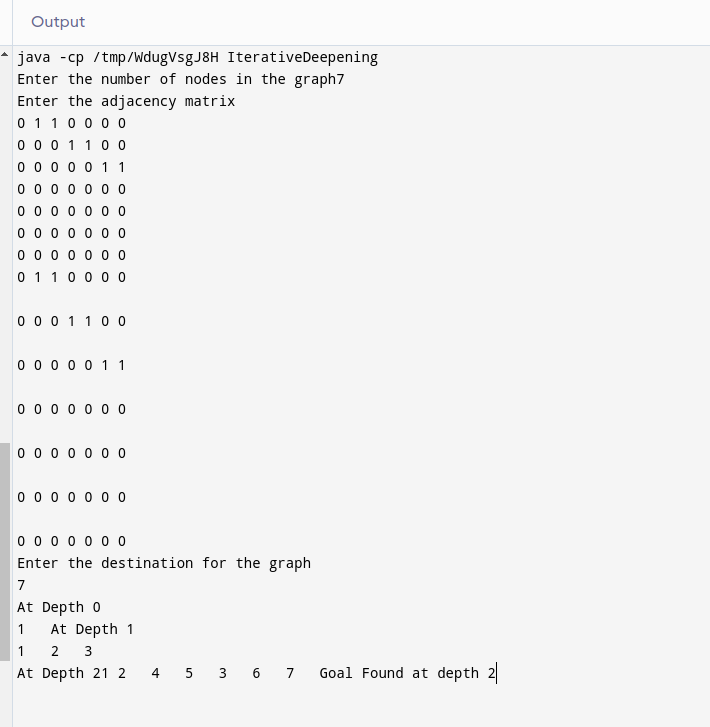 Output
java -cp /tmp/WdugVsgJ8H IterativeDeepening
Enter the number of nodes in the graph7
Enter the adjacency matrix
0 1 1 0 0 0 0
0 0 0 1 1 0 0
0 0 0 0 0 1 1
0 0 0 0 0 0 0
0 0 0 0 0 0 0
0 0 0 0 0 0 0
0 0 0 0 0 0 0
0 1 1 0 0 0 0
0 0 0 1 1 0 0
0 0 0 0 0 1 1
0 0 0 0 0 0 0
0 0 0 0 0 0 0
0 0 0 0 0 0 0
0 0 0 0 0 0 0
Enter the destination for the graph
7
At Depth 0
1   At Depth 1
1   2   3
At Depth 21 2   4   5   3   6   7   Goal Found at depth 2